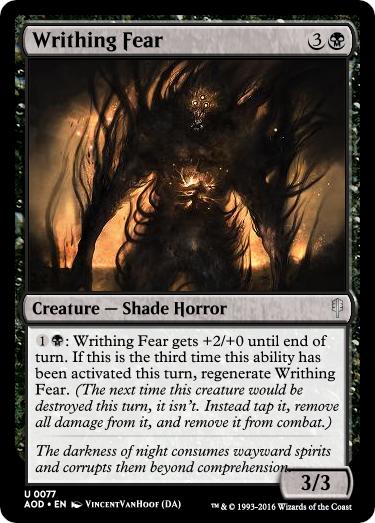 Writhing Fear 3
Creature — Shade Horror
1 : Writhing Fear gets +2/+0 until end of
turn. If this is the third time this ability has
been activated this turn, regenerate Writhing
Fear. (The next time this creature would be
destroyed this turn, it isn't. Instead tap it, remove
all damage from it, and remove it from combat.)
The darkness of night consumes wayward spirits
and corrupts them beyond comprehension.
3/3
U 0077
AOD • EN VincentVanHoof (DA)
™ & © 1993-2016 Wizards of the Coast